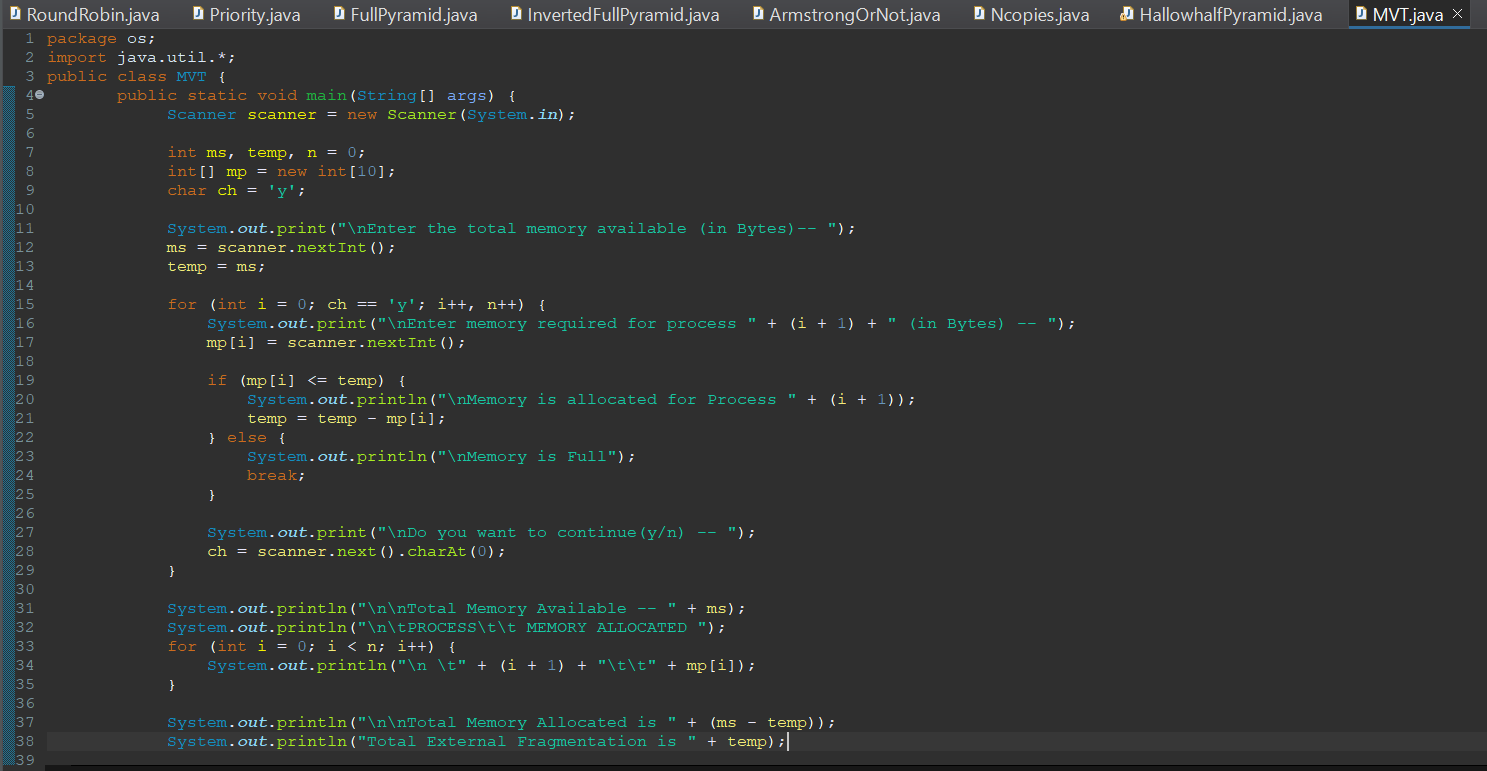 RoundRobin.java Priority.java FullPyramid.java InvertedFullPyramid.java ArmstrongOrNot.java Ncopies.java HallowhalfPyramid.java MVT.java
1 package os;
2 import java.util.*;
3 public class MVT {
4 public static void main(String[] args) {
5 Scanner scanner = new Scanner(System.in);
6
7 int ms, temp, n = 0;
8 int[] mp = new int[10];
9 char ch = 'y';
10
11 System.out.print("\nEnter the total memory available (in Bytes)-- ");
12 ms = scanner.nextInt();
13 temp = ms;
14
15 for (int i = 0; ch == 'y'; i++, n++) {
16 System.out.print("\nEnter memory required for process " + (i + 1) + " (in Bytes) -- ");
17 mp[i] = scanner.nextInt();
18
19 if (mp[i] <= temp) {
20 System.out.println("\nMemory is allocated for Process " + (i + 1));
21 temp = temp - mp[i];
22 } else {
23 System.out.println("\nMemory is Full");
24 break;
25 }
26
27 System.out.print("\nDo you want to continue(y/n) -- ");
28 ch = scanner.next().charAt(0);
29 }
30
31 System.out.println("\n\nTotal Memory Available -- " + ms);
32 System.out.println("\n\tPROCESS\t\t MEMORY ALLOCATED ");
33 for (int i = 0; i < n; i++) {
34 System.out.println("\n \t" + (i + 1) + "\t\t" + mp[i]);
35 }
36
37 System.out.println("\n\nTotal Memory Allocated is " + (ms - temp));
38 System.out.println("Total External Fragmentation is " + temp);
39